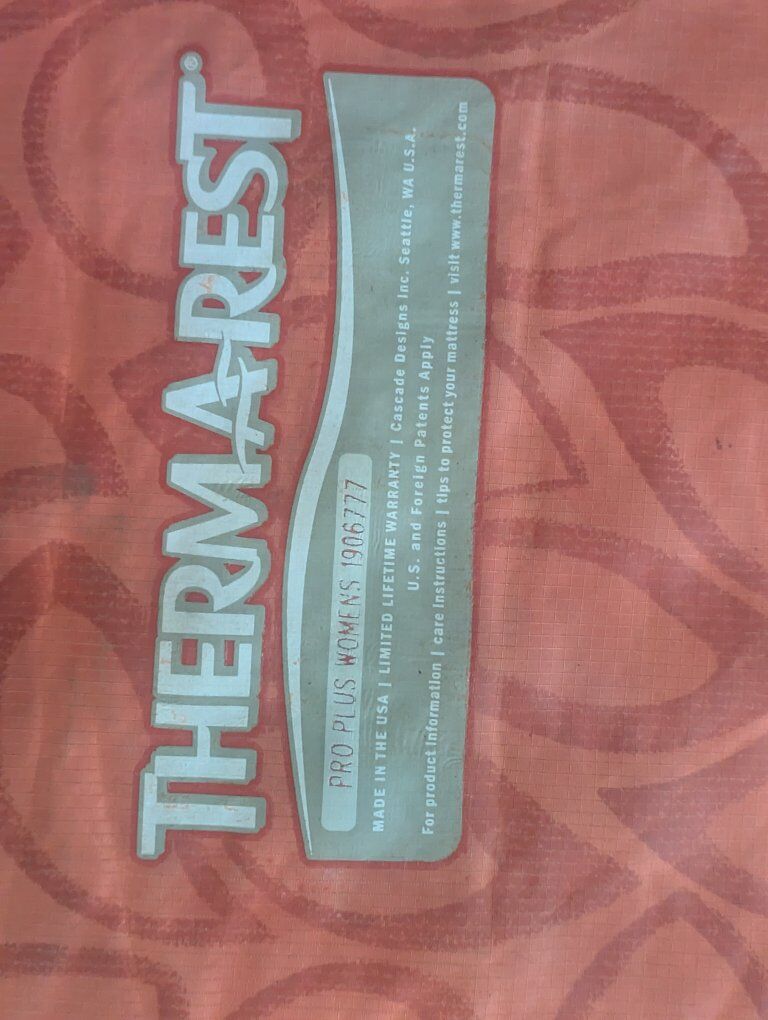 THERMAREST®
PRO PLUS WOMENS 1906777
MADE IN THE USA | LIMITED LIFETIME WARRANTY | Cascade Designs Inc. Seattle, WA U.S.A.
U.S. and Foreign Patents Apply
For product Information | care Instructions | tips to protect your mattress | visit www.thermarest.com